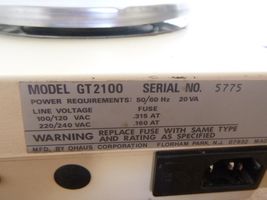 MODEL GT2100 SERIAL NO. 5775
POWER REQUIREMENTS: 50/60 Hz 20VA
LINE VOLTAGE FUSE
100/120 VAC .315 AT
220/240 VAC .160 AT
WARNING REPLACE FUSE WITH SAME TYPE
AND RATING AS SPECIFIED
MFD. BY OHAUS CORPORATION FLORHAM PARK, N.J. 07932